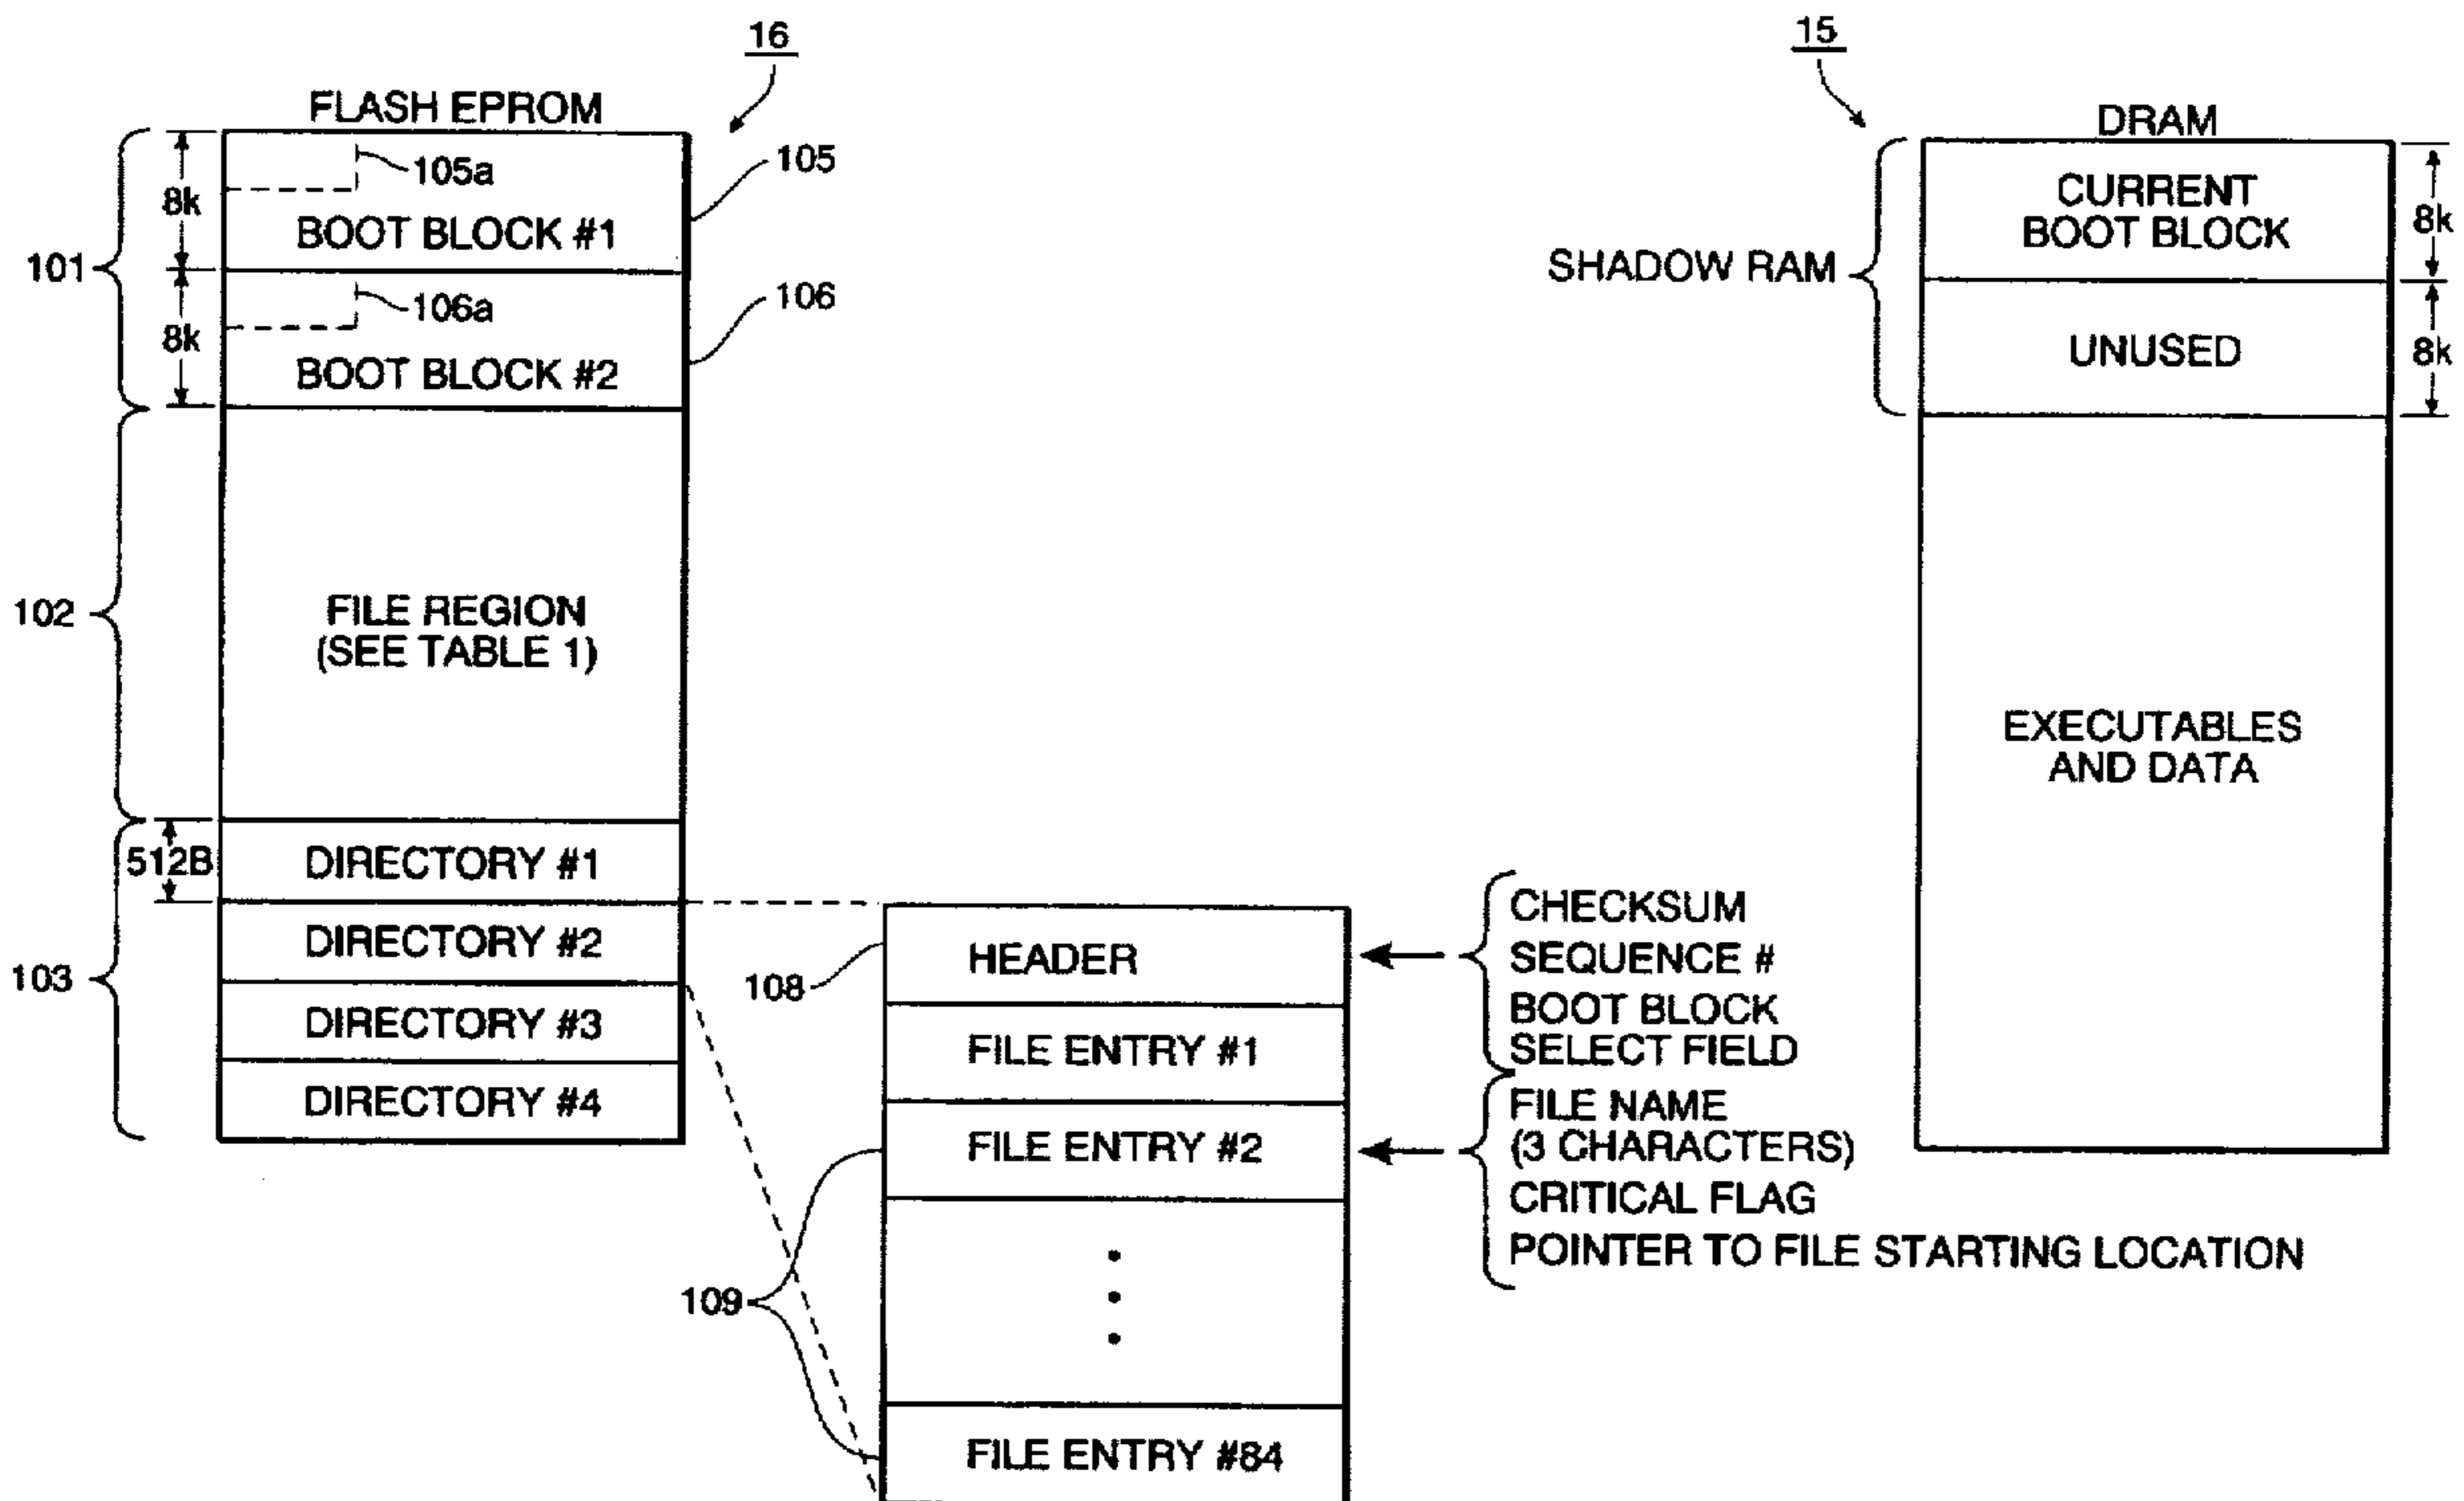 16
FLASH EPROM
101
8k
105a
105
BOOT BLOCK #1
8k
106a
106
BOOT BLOCK #2
102
FILE REGION
(SEE TABLE 1)
103
512B
DIRECTORY #1
DIRECTORY #2
DIRECTORY #3
DIRECTORY #4
108
HEADER
FILE ENTRY #1
109
FILE ENTRY #2
FILE ENTRY #84
CHECKSUM
SEQUENCE #
BOOT BLOCK
SELECT FIELD
FILE NAME
(3 CHARACTERS)
CRITICAL FLAG
POINTER TO FILE STARTING LOCATION
15
DRAM
SHADOW RAM
CURRENT
BOOT BLOCK
8k
UNUSED
8k
EXECUTABLES
AND DATA